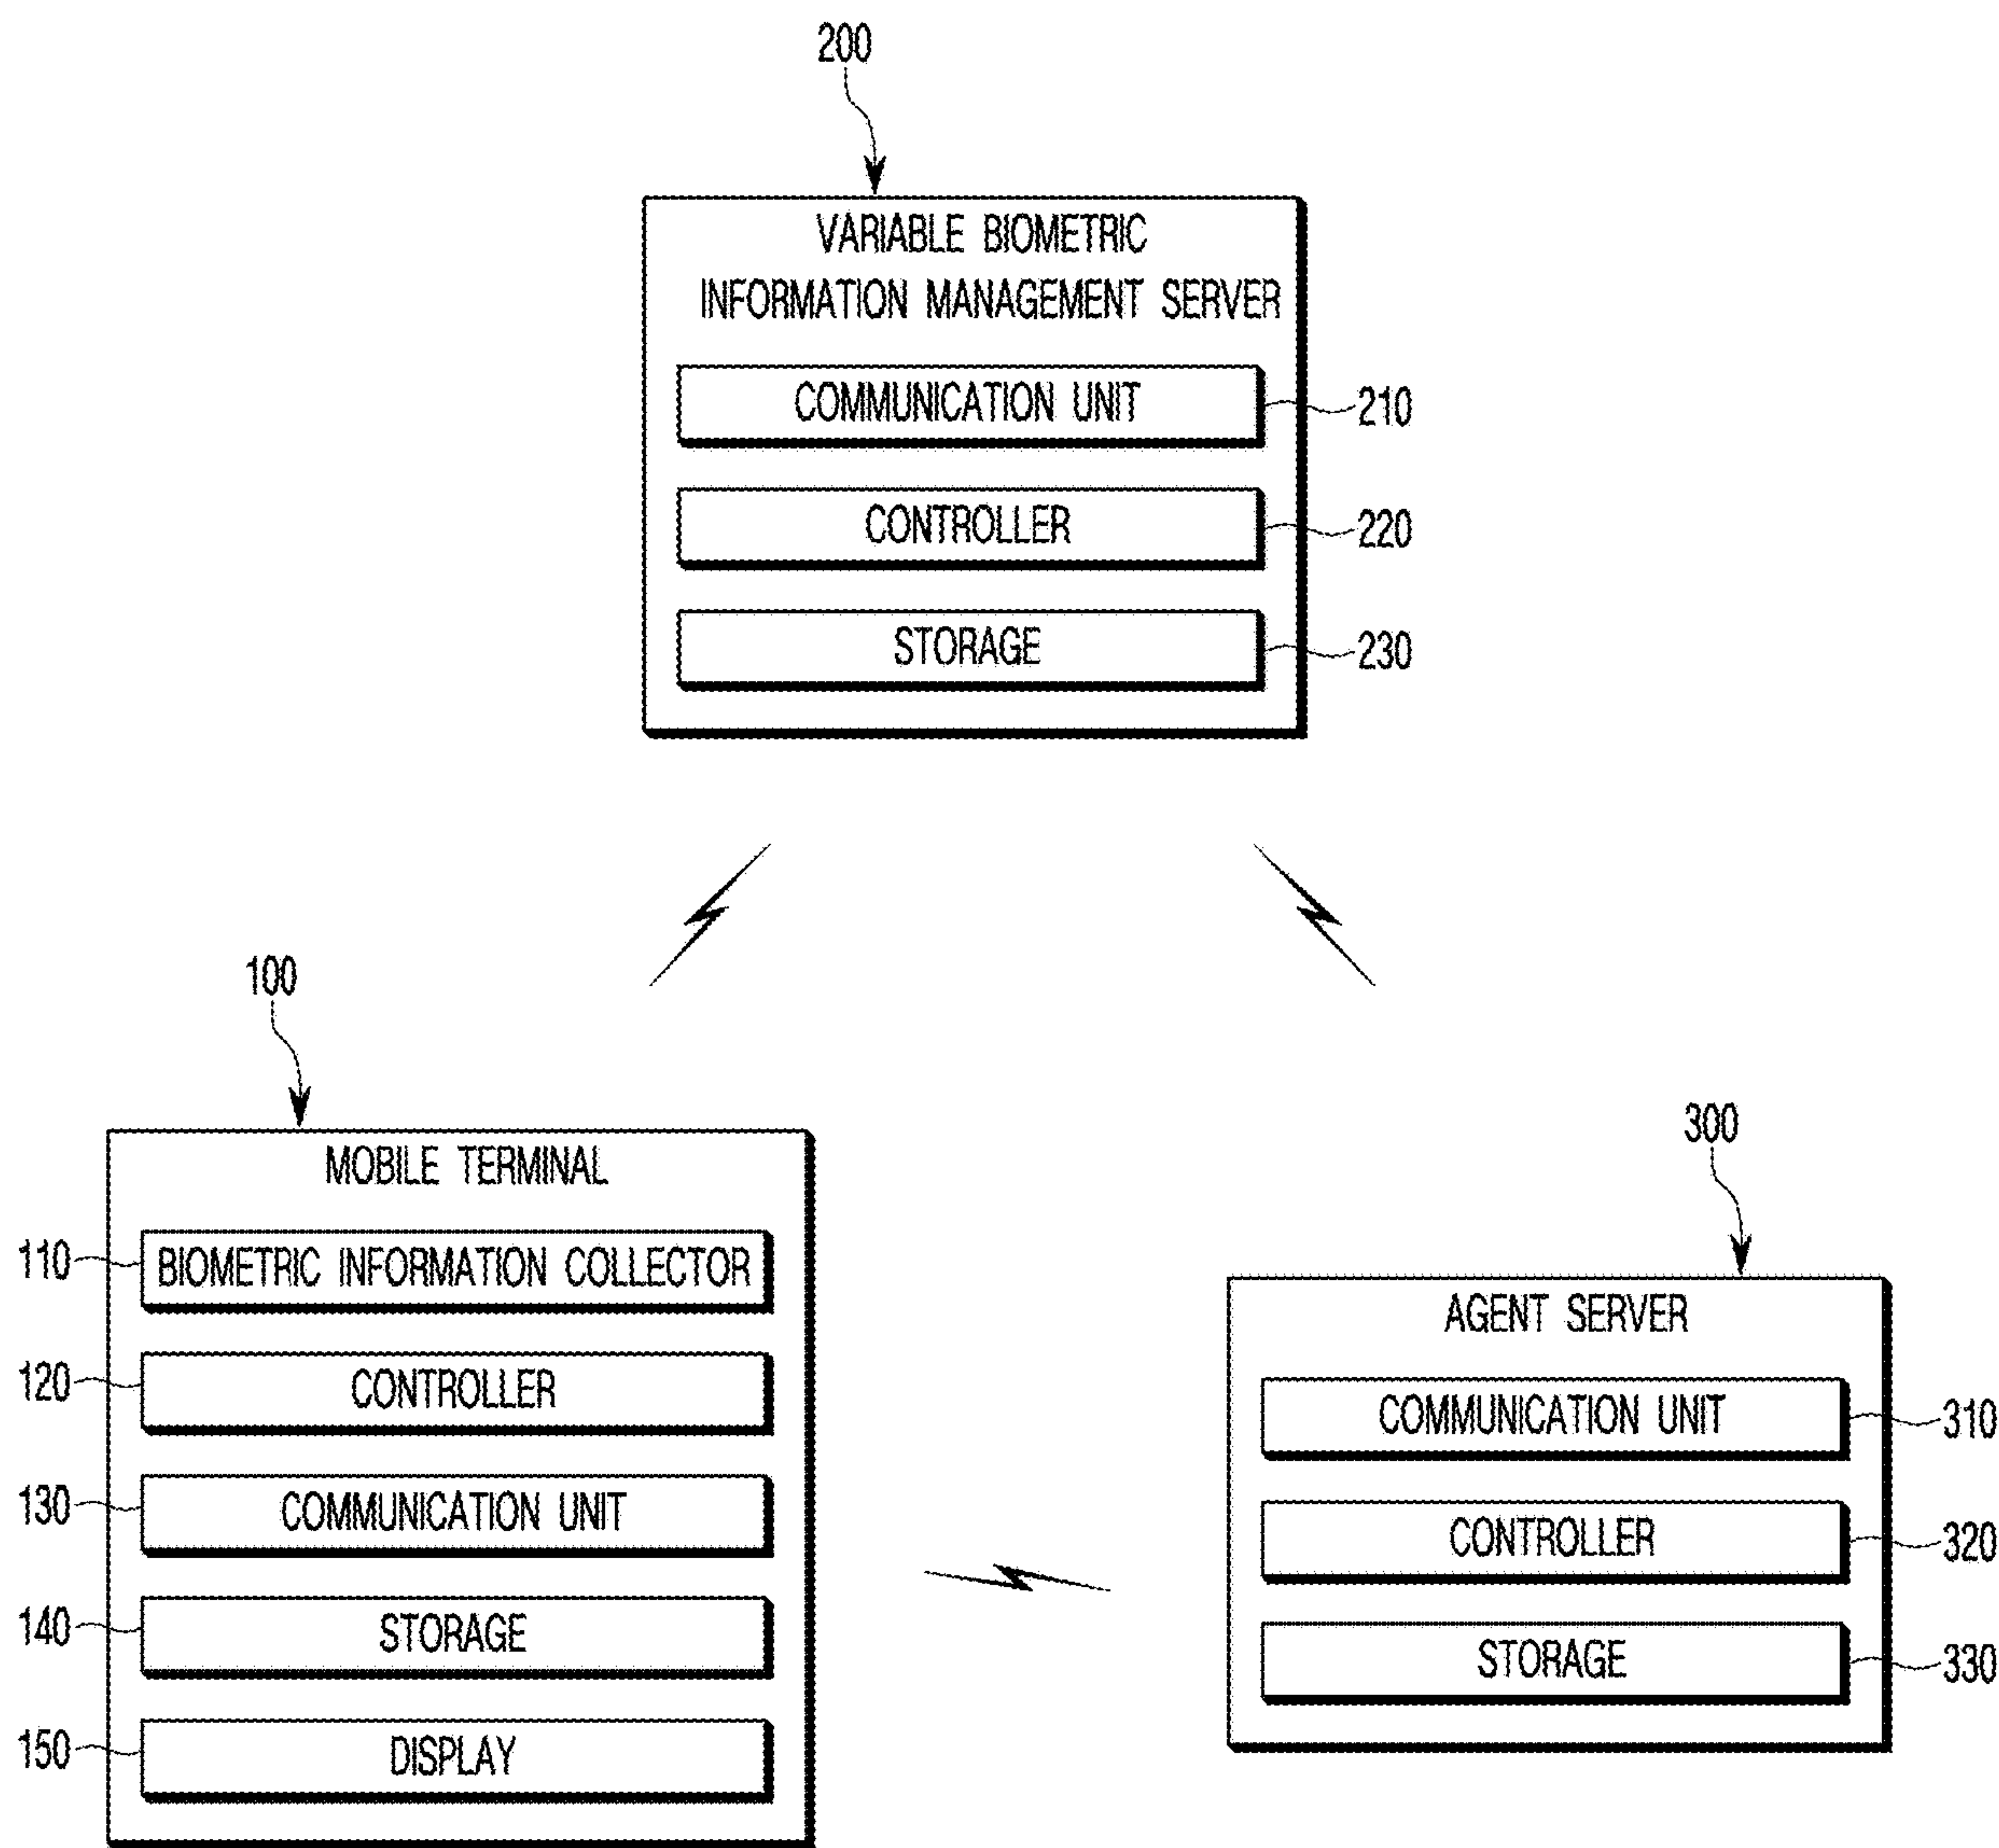 200
VARIABLE BIOMETRIC
INFORMATION MANAGEMENT SERVER
COMMUNICATION UNIT
210
CONTROLLER
220
STORAGE
230
100
MOBILE TERMINAL
110
BIOMETRIC INFORMATION COLLECTOR
120
CONTROLLER
130
COMMUNICATION UNIT
140
STORAGE
150
DISPLAY
300
AGENT SERVER
COMMUNICATION UNIT
310
CONTROLLER
320
STORAGE
330